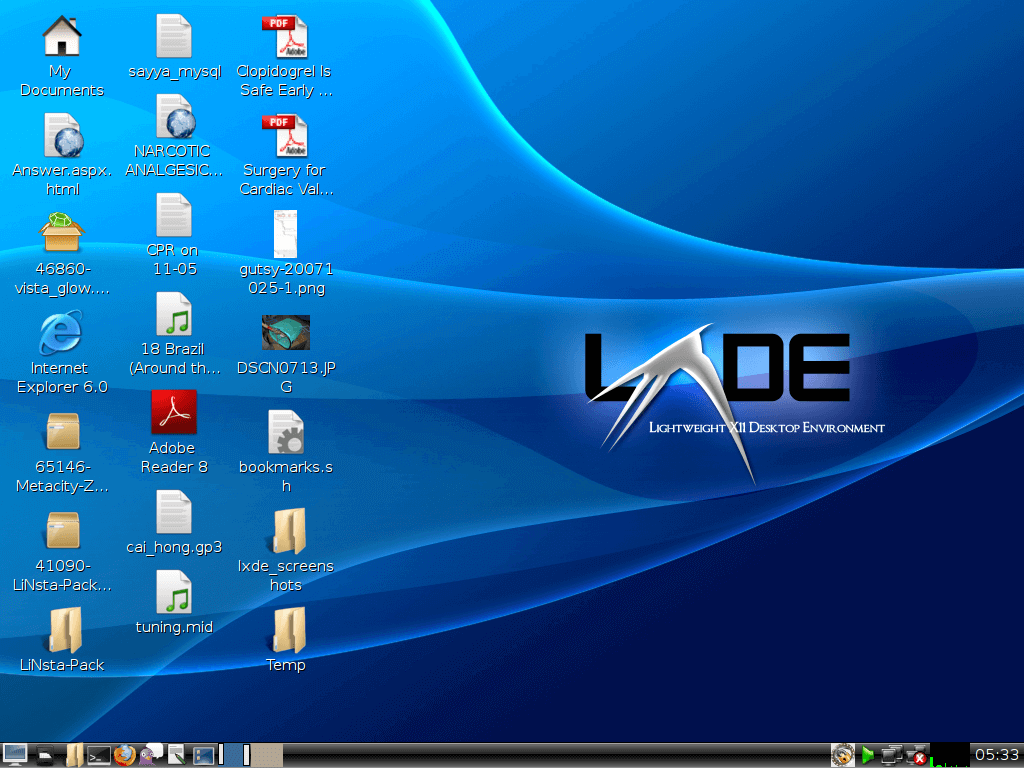 My
Documents
Answer.aspx.
html
46860-
vista_glow....
Internet
Explorer 6.0
65146-
Metacity-Z...
41090-
LiNsta-Pack...
LiNsta-Pack
sayya_mysql
NARCOTIC
ANALGESIC...
CPR on
11-05
18 Brazil
(Around th...
Adobe
Reader 8
cai_hong.gp3
tuning.mid
PDF
Adobe
Clopidogrel Is
Safe Early ...
PDF
Adobe
Surgery for
Cardiac Val...
gutsy-20071
025-1.png
DSCN0713.JP
G
bookmarks.s
h
lxde_screens
hots
Temp
LXDE
Lightweight X11 Desktop Environment
05:33